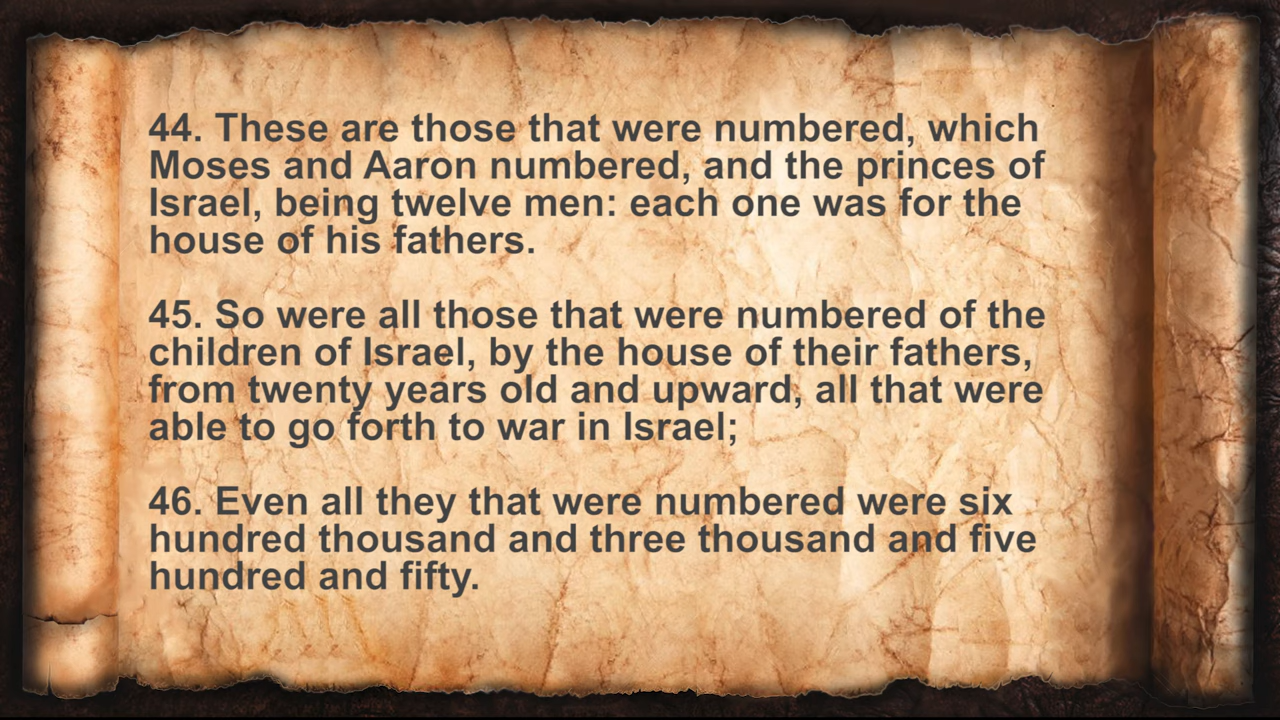 44. These are those that were numbered, which
Moses and Aaron numbered, and the princes of
Israel, being twelve men: each one was for the
house of his fathers.
45. So were all those that were numbered of the
children of Israel, by the house of their fathers,
from twenty years old and upward, all that were
able to go forth to war in Israel;
46. Even all they that were numbered were six
hundred thousand and three thousand and five
hundred and fifty.